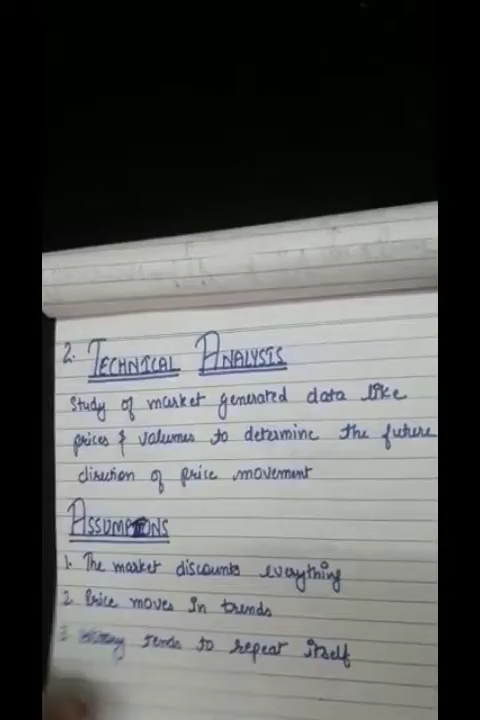 2. TECHNICAL ANALYSIS
Study of market generated data like
prices & volumes to determine the future
direction of price movement
ASSUMPTIONS
1. The market discounts everything
2. Price moves in trends
3. tends to repeat itself